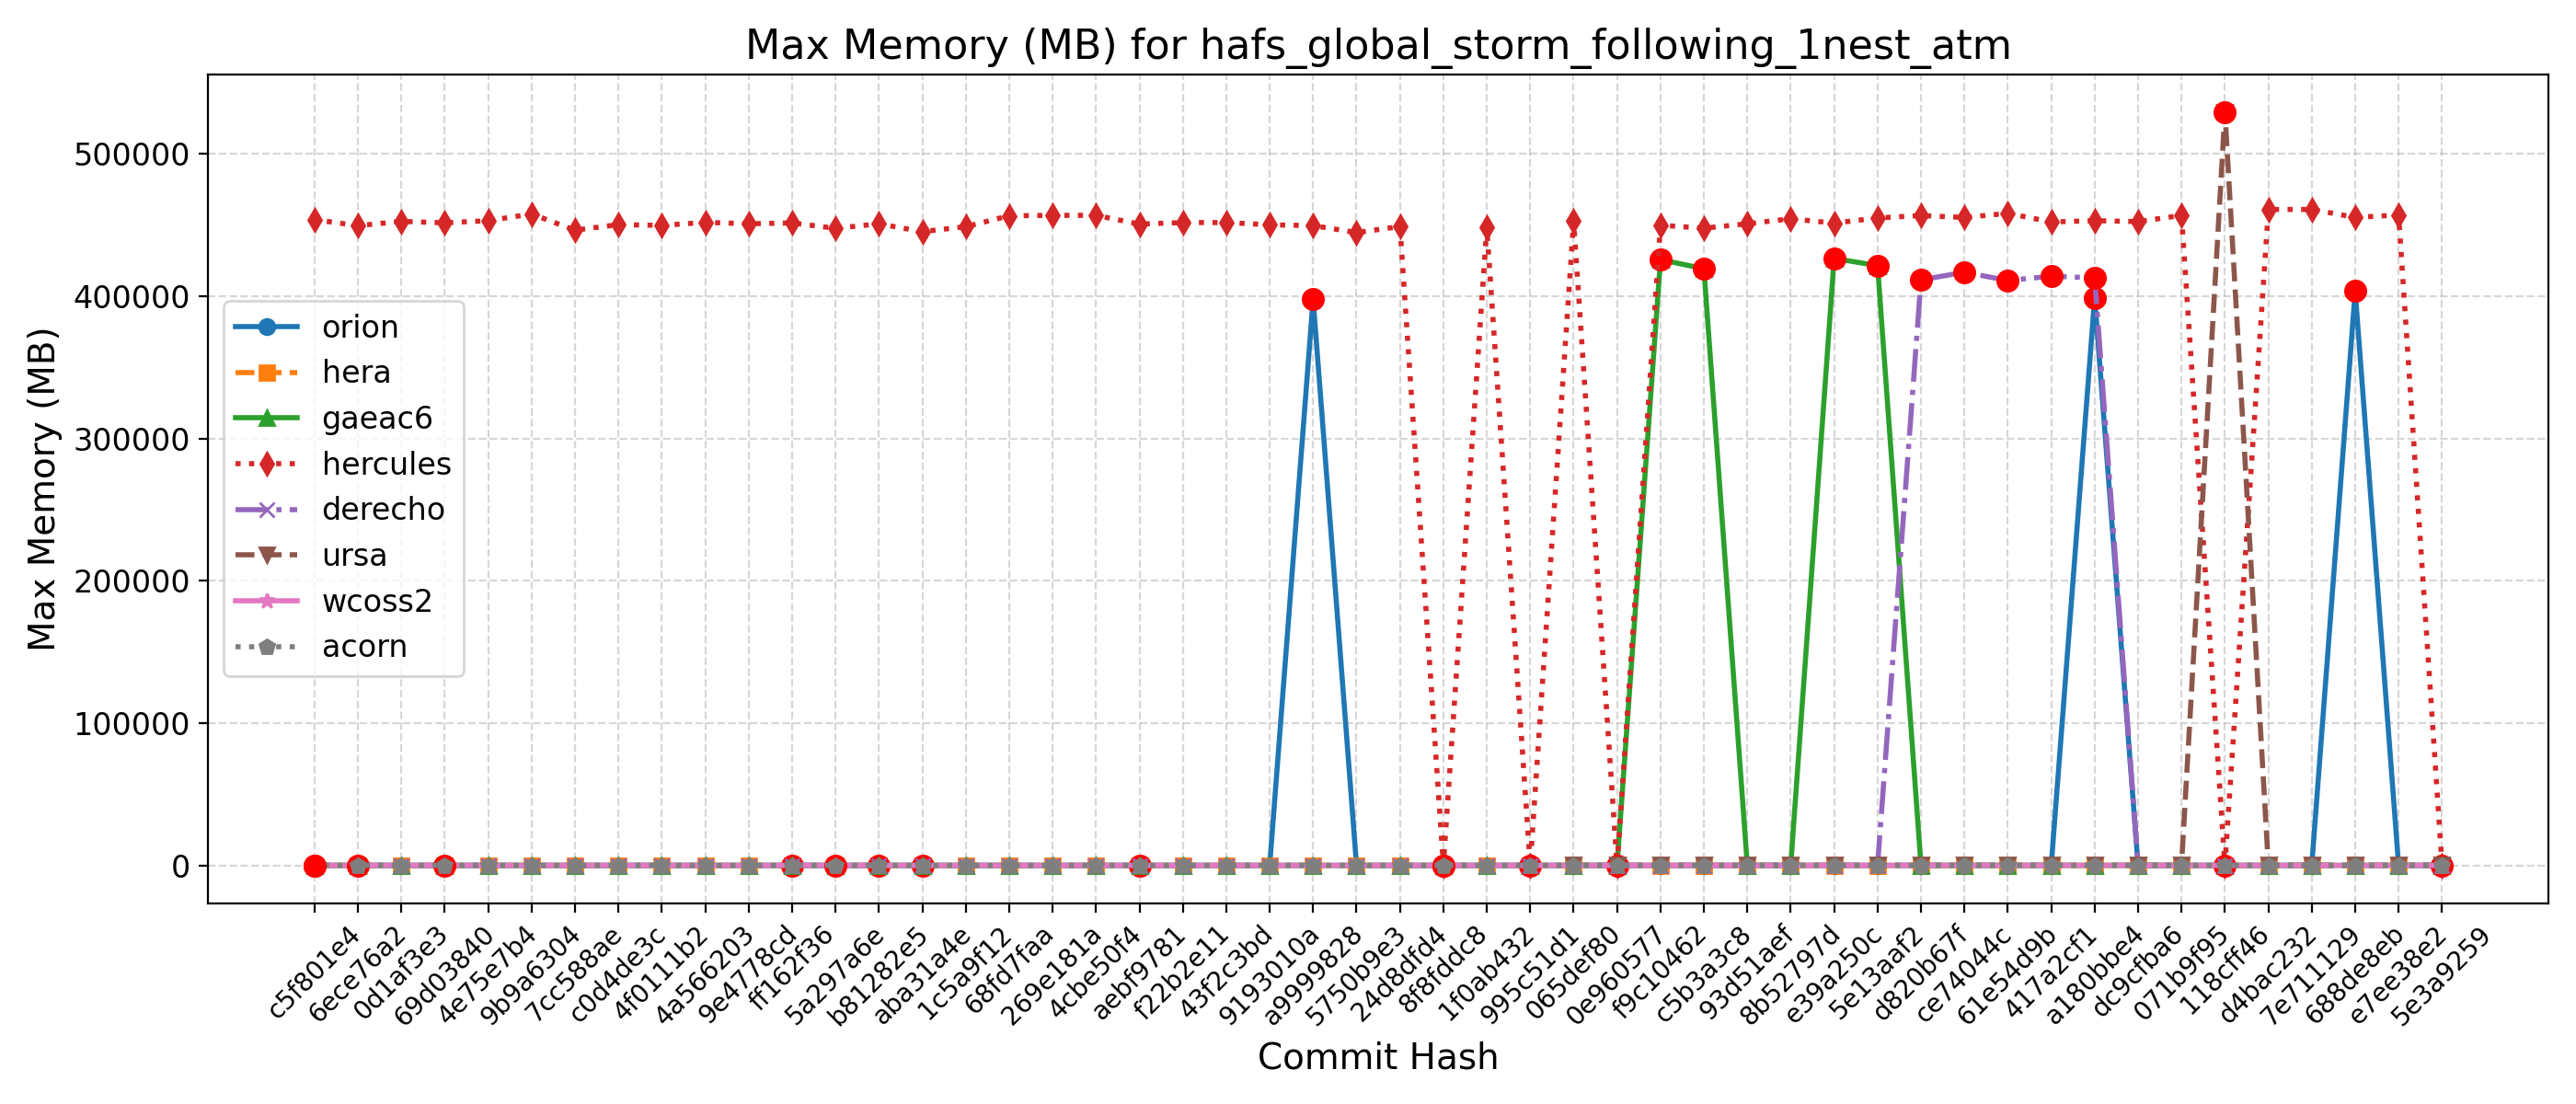 Max Memory (MB) for hafs_global_storm_following_1nest_atm
Max Memory (MB)
500000
400000
300000
200000
100000
0
orion
hera
gaeac6
hercules
derecho
ursa
wcoss2
acorn
c5f801e4
6ece76a2
0d1af3e3
69d03840
4e75e7b4
9b9a6304
7cc588ae
c0d4de3c
4f0111b2
4a566203
9e4778cd
ff162f36
5a297a6e
b81282e5
aba31a4e
1c5a9f12
68fd7faa
269e181a
4cbe50f4
aebf9781
f22b2e11
43f2c3bd
9193010a
a9999828
5750b9e3
24d8dfd4
8f8fddc8
1f0ab432
995c51d1
065def80
0e960577
f9c10462
c5b3a3c8
93d51aef
8b52797d
e39a250c
5e13aaf2
d820b67f
ce74044c
61e54d9b
417a2cf1
a180bbe4
dc9cfba6
071b9f95
118cff46
d4bac232
7e711129
688de8eb
e7ee38e2
5e3a9259
Commit Hash